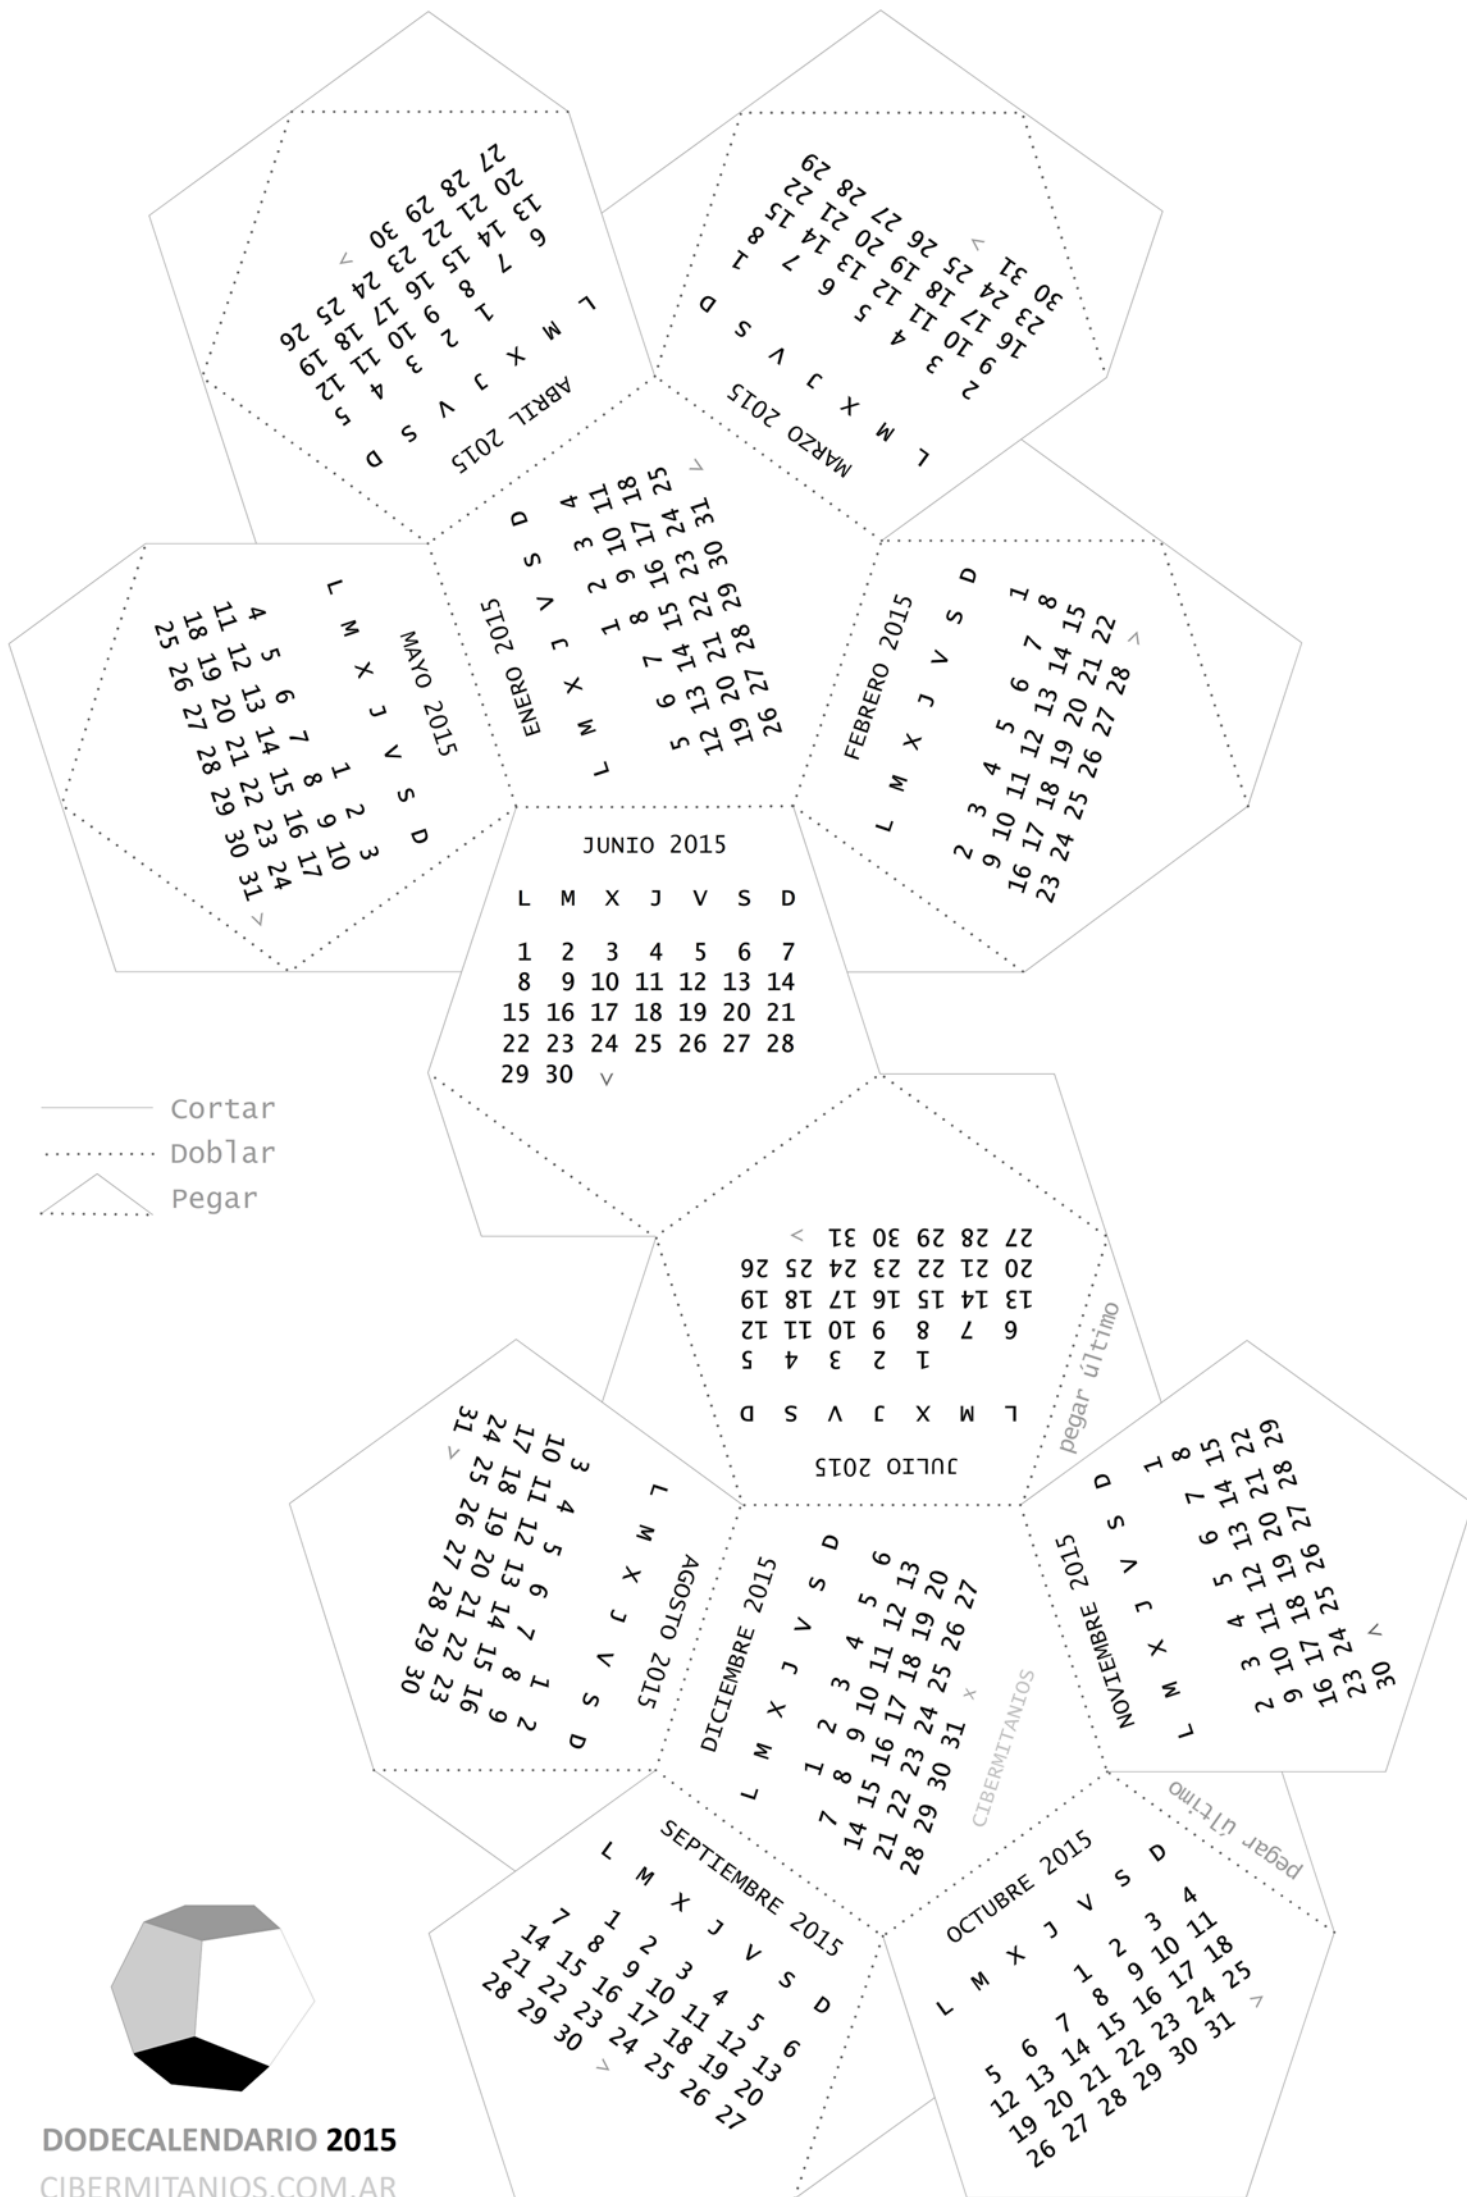 ABRIL 2015
L M X J V S D
1 2 3 4 5
6 7 8 9 10 11 12
13 14 15 16 17 18 19
20 21 22 23 24 25 26
27 28 29 30 >
MARZO 2015
L M X J V S D
1
2 3 4 5 6 7 8
9 10 11 12 13 14 15
16 17 18 19 20 21 22
23 24 25 26 27 28 29
30 31 >
MAYO 2015
L M X J V S D
1 2 3
4 5 6 7 8 9 10
11 12 13 14 15 16 17
18 19 20 21 22 23 24
25 26 27 28 29 30 31 >
ENERO 2015
L M X J V S D
1 2 3 4
5 6 7 8 9 10 11
12 13 14 15 16 17 18
19 20 21 22 23 24 25
26 27 28 29 30 31 >
FEBRERO 2015
L M X J V S D
1
2 3 4 5 6 7 8
9 10 11 12 13 14 15
16 17 18 19 20 21 22
23 24 25 26 27 28 >
JUNIO 2015
L M X J V S D
1 2 3 4 5 6 7
8 9 10 11 12 13 14
15 16 17 18 19 20 21
22 23 24 25 26 27 28
29 30 >
Cortar
Doblar
Pegar
JULIO 2015
L M X J V S D
1 2 3 4 5
6 7 8 9 10 11 12
13 14 15 16 17 18 19
20 21 22 23 24 25 26
27 28 29 30 31 >
pegar último
AGOSTO 2015
L M X J V S D
1 2
3 4 5 6 7 8 9
10 11 12 13 14 15 16
17 18 19 20 21 22 23
24 25 26 27 28 29 30
31 >
DICIEMBRE 2015
L M X J V S D
1 2 3 4 5 6
7 8 9 10 11 12 13
14 15 16 17 18 19 20
21 22 23 24 25 26 27
28 29 30 31 x
CIBERMITANIOS
NOVIEMBRE 2015
L M X J V S D
1
2 3 4 5 6 7 8
9 10 11 12 13 14 15
16 17 18 19 20 21 22
23 24 25 26 27 28 29
30 >
pegar último
SEPTIEMBRE 2015
L M X J V S D
1 2 3 4 5 6
7 8 9 10 11 12 13
14 15 16 17 18 19 20
21 22 23 24 25 26 27
28 29 30 >
OCTUBRE 2015
L M X J V S D
1 2 3 4
5 6 7 8 9 10 11
12 13 14 15 16 17 18
19 20 21 22 23 24 25
26 27 28 29 30 31 >
DODECALENDARIO 2015
CIBERMITANIOS.COM.AR